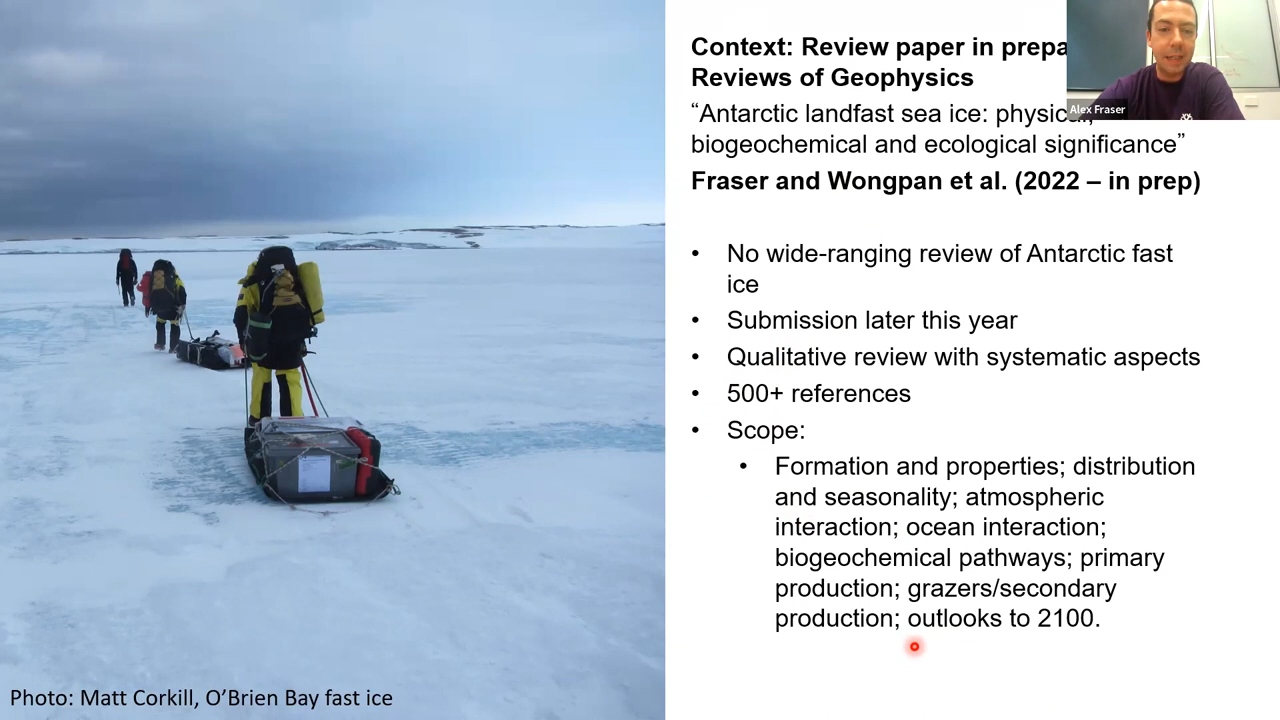 Context: Review paper in prepa
Reviews of Geophysics
Alex Fraser
“Antarctic landfast sea ice: physical,
biogeochemical and ecological significance”
Fraser and Wongpan et al. (2022 – in prep)
• No wide-ranging review of Antarctic fast
ice
• Submission later this year
• Qualitative review with systematic aspects
• 500+ references
• Scope:
• Formation and properties; distribution
and seasonality; atmospheric
interaction; ocean interaction;
biogeochemical pathways; primary
production; grazers/secondary
production; outlooks to 2100.
Photo: Matt Corkill, O’Brien Bay fast ice